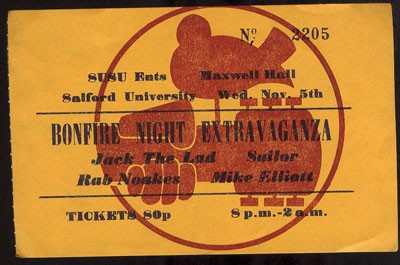 Nº 2205
SUSU Ents Maxwell Hall
Salford University Wed. Nov. 5th
BONFIRE NIGHT EXTRAVAGANZA
Jack The Lad Sailor
Rab Noakes Mike Elliott
TICKETS 80p 8 p.m.-2 a.m.